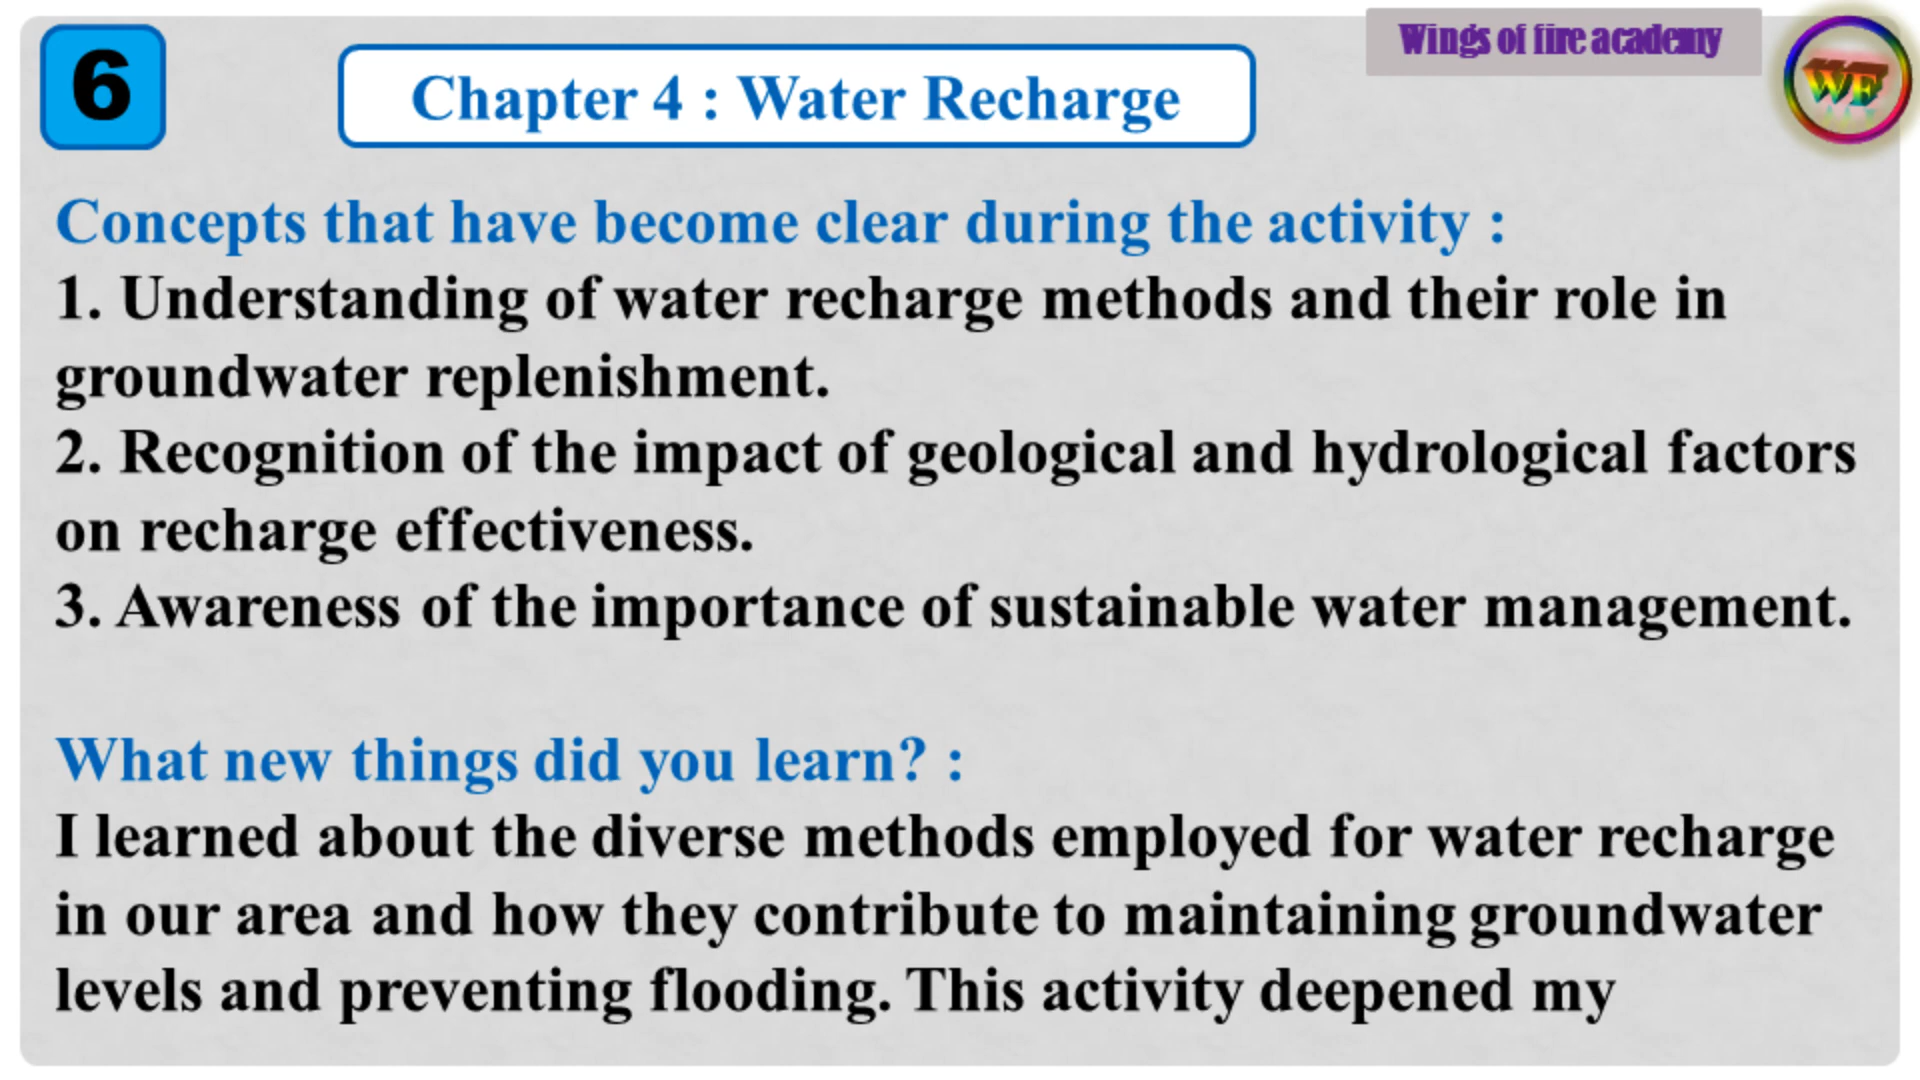 6
Chapter 4 : Water Recharge
Wings of fire academy
WF
Concepts that have become clear during the activity :
1. Understanding of water recharge methods and their role in
groundwater replenishment.
2. Recognition of the impact of geological and hydrological factors
on recharge effectiveness.
3. Awareness of the importance of sustainable water management.
What new things did you learn? :
I learned about the diverse methods employed for water recharge
in our area and how they contribute to maintaining groundwater
levels and preventing flooding. This activity deepened my